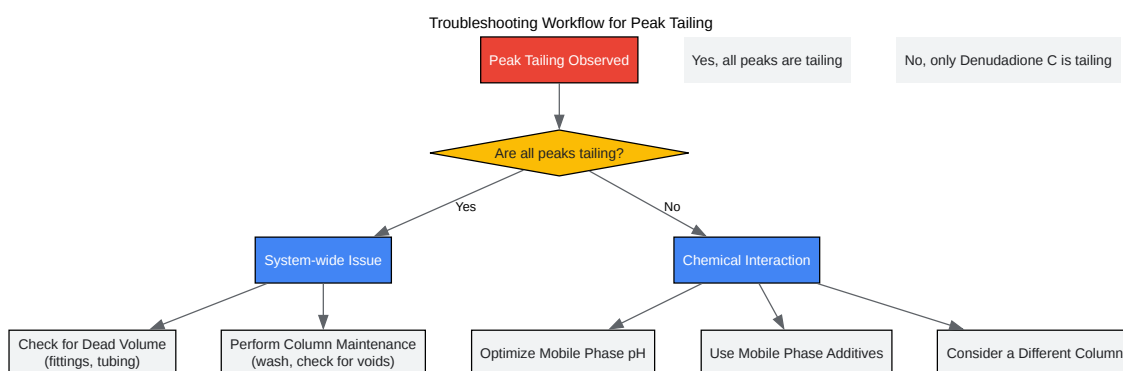 Troubleshooting Workflow for Peak Tailing
Peak Tailing Observed
Yes, all peaks are tailing
No, only Denudadione C is tailing
Are all peaks tailing?
Yes
No
System-wide Issue
Chemical Interaction
Check for Dead Volume
(fittings, tubing)
Perform Column Maintenance
(wash, check for voids)
Optimize Mobile Phase pH
Use Mobile Phase Additives
Consider a Different Column